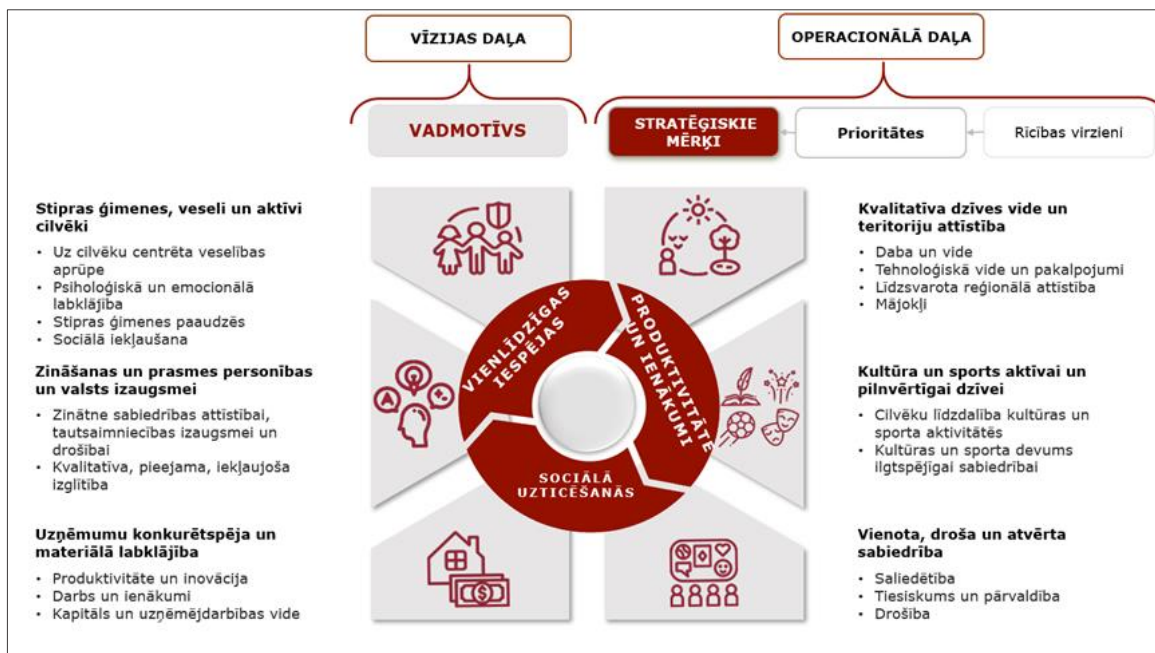 VĪZIJAS DAĻA
OPERACIONĀLĀ DAĻA
VADMOTĪVS
STRATĒĢISKIE
MĒRĶI
Prioritātes
Rīcības virzieni
Stipras ģimenes, veseli un aktīvi
cilvēki
• Uz cilvēku centrēta veselības
aprūpe
• Psiholoģiskā un emocionālā
labklājība
• Stipras ģimenes paaudzēs
• Sociālā iekļaušana
Zināšanas un prasmes personības
un valsts izaugsmei
• Zinātne sabiedrības attīstībai,
tautsaimniecības izaugsmei un
drošībai
• Kvalitatīva, pieejama, iekļaujoša
izglītība
Uzņēmumu konkurētspēja un
materiālā labklājība
• Produktivitāte un inovācija
• Darbs un ienākumi
• Kapitāls un uzņēmējdarbības vide
VIENLĪDZĪGAS
IESPĒJAS
PRODUKTIVITĀTE
UN IENĀKUMI
SOCIĀLĀ
UZTICĒŠANĀS
A
$
Kvalitatīva dzīves vide un
teritoriju attīstība
• Daba un vide
• Tehnoloģiskā vide un pakalpojumi
• Līdzsvarota reģionālā attīstība
• Mājokļi
Kultūra un sports aktīvai un
pilnvērtīgai dzīvei
• Cilvēku līdzdalība kultūras un
sporta aktivitātēs
• Kultūras un sporta devums
ilgtspējīgai sabiedrībai
Vienota, droša un atvērta
sabiedrība
• Saliedētība
• Tiesiskums un pārvaldība
• Drošība